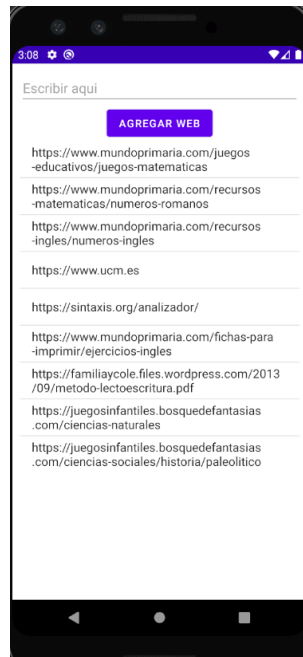 3:08
Escribir aqui
AGREGAR WEB
https://www.mundoprimaria.com/juegos
-educativos/juegos-matematicas
https://www.mundoprimaria.com/recursos
-matematicas/numeros-romanos
https://www.mundoprimaria.com/recursos
-ingles/numeros-ingles
https://www.ucm.es
https://sintaxis.org/analizador/
https://www.mundoprimaria.com/fichas-para
-imprimir/ejercicios-ingles
https://familiaycole.files.wordpress.com/2013
/09/metodo-lectoescritura.pdf
https://juegosinfantiles.bosquedefantasias
.com/ciencias-naturales
https://juegosinfantiles.bosquedefantasias
.com/ciencias-sociales/historia/paleolitico